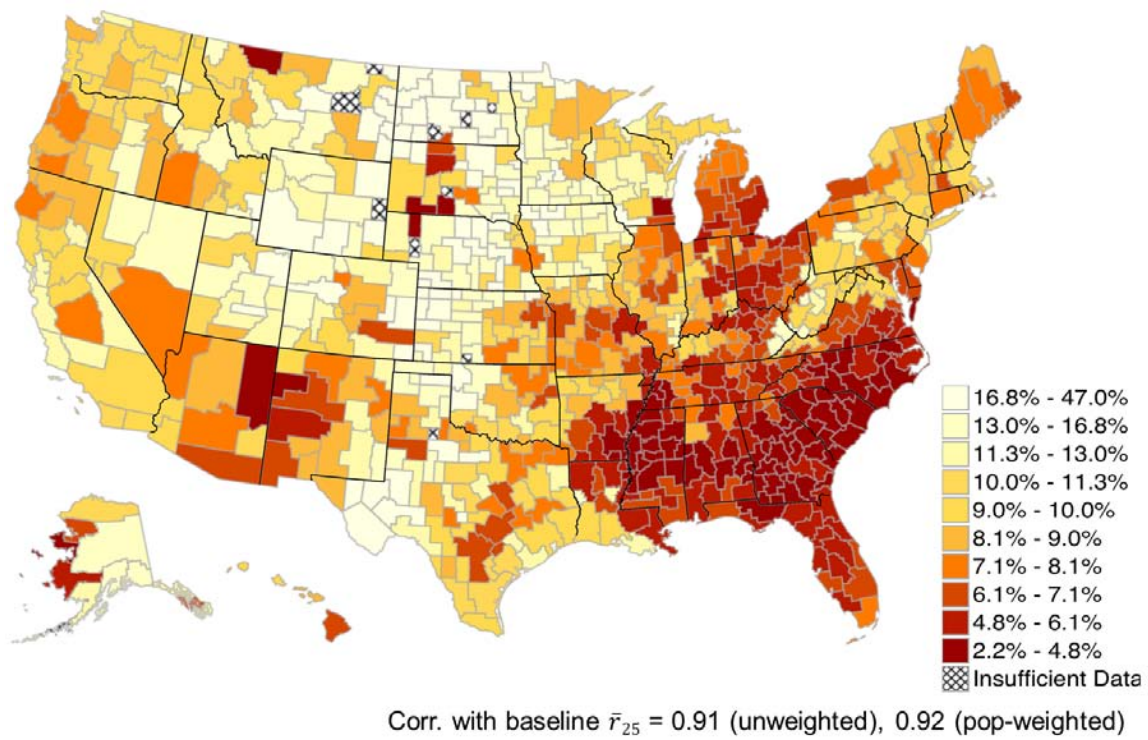 16.8% - 47.0%
13.0% - 16.8%
11.3% - 13.0%
10.0% - 11.3%
9.0% - 10.0%
8.1% - 9.0%
7.1% - 8.1%
6.1% - 7.1%
4.8% - 6.1%
2.2% - 4.8%
Insufficient Data
Corr. with baseline r̄₂₅ = 0.91 (unweighted), 0.92 (pop-weighted)